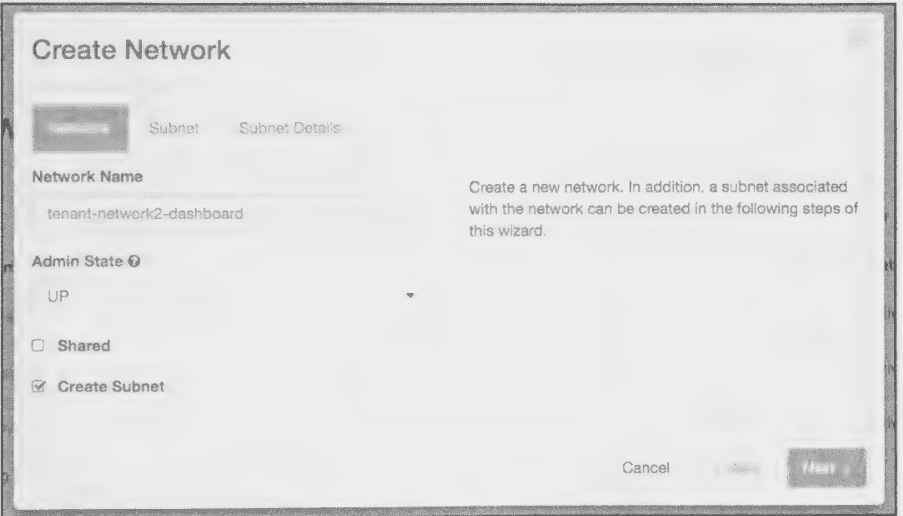 Create Network
Subnet Subnet Details
Network Name
tenant-network2-dashboard
Create a new network. In addition, a subnet associated
with the network can be created in the following steps of
this wizard.
Admin State
UP
Shared
Create Subnet
Cancel